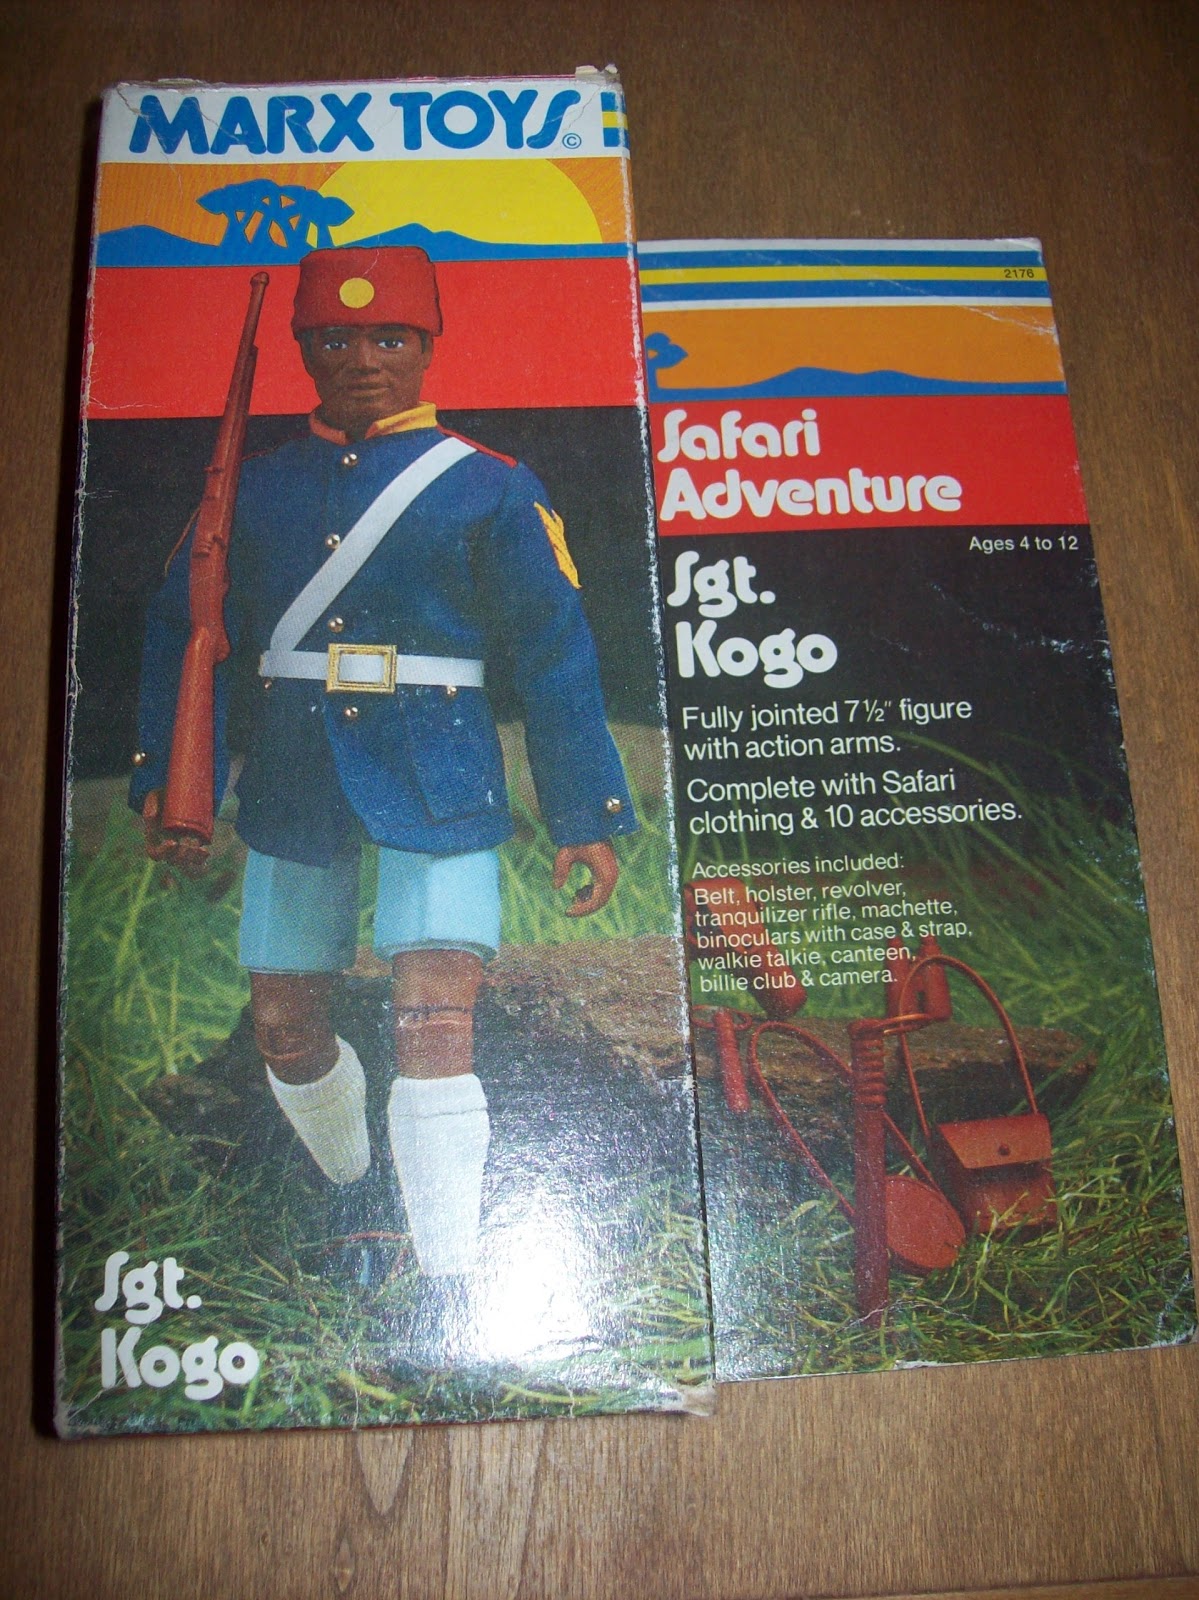 MARX TOYS ©
Sgt.
Kogo
2176
Safari
Adventure
Ages 4 to 12
Sgt.
Kogo
Fully jointed 7½" figure
with action arms.
Complete with Safari
clothing & 10 accessories.
Accessories included:
Belt, holster, revolver,
tranquilizer rifle, machette,
binoculars with case & strap,
walkie talkie, canteen,
billie club & camera.